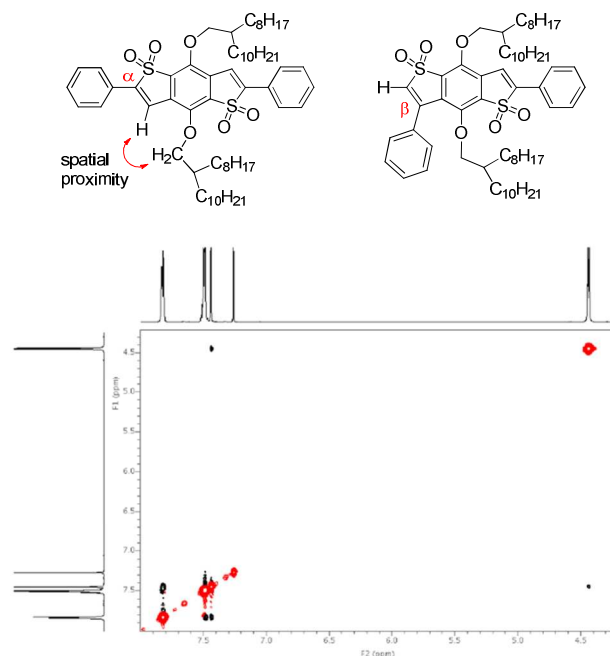 C8H17
C10H21
O
O
O
S
α
H
S
O
O
O
H2C
C8H17
C10H21
spatial
proximity
C8H17
C10H21
O
O
O
S
H
β
S
O
O
O
C8H17
C10H21
4.5
5.0
5.5
6.0
6.5
7.0
7.5
F1 (ppm)
7.5 7.0 6.5 6.0 5.5 5.0 4.5
F2 (ppm)